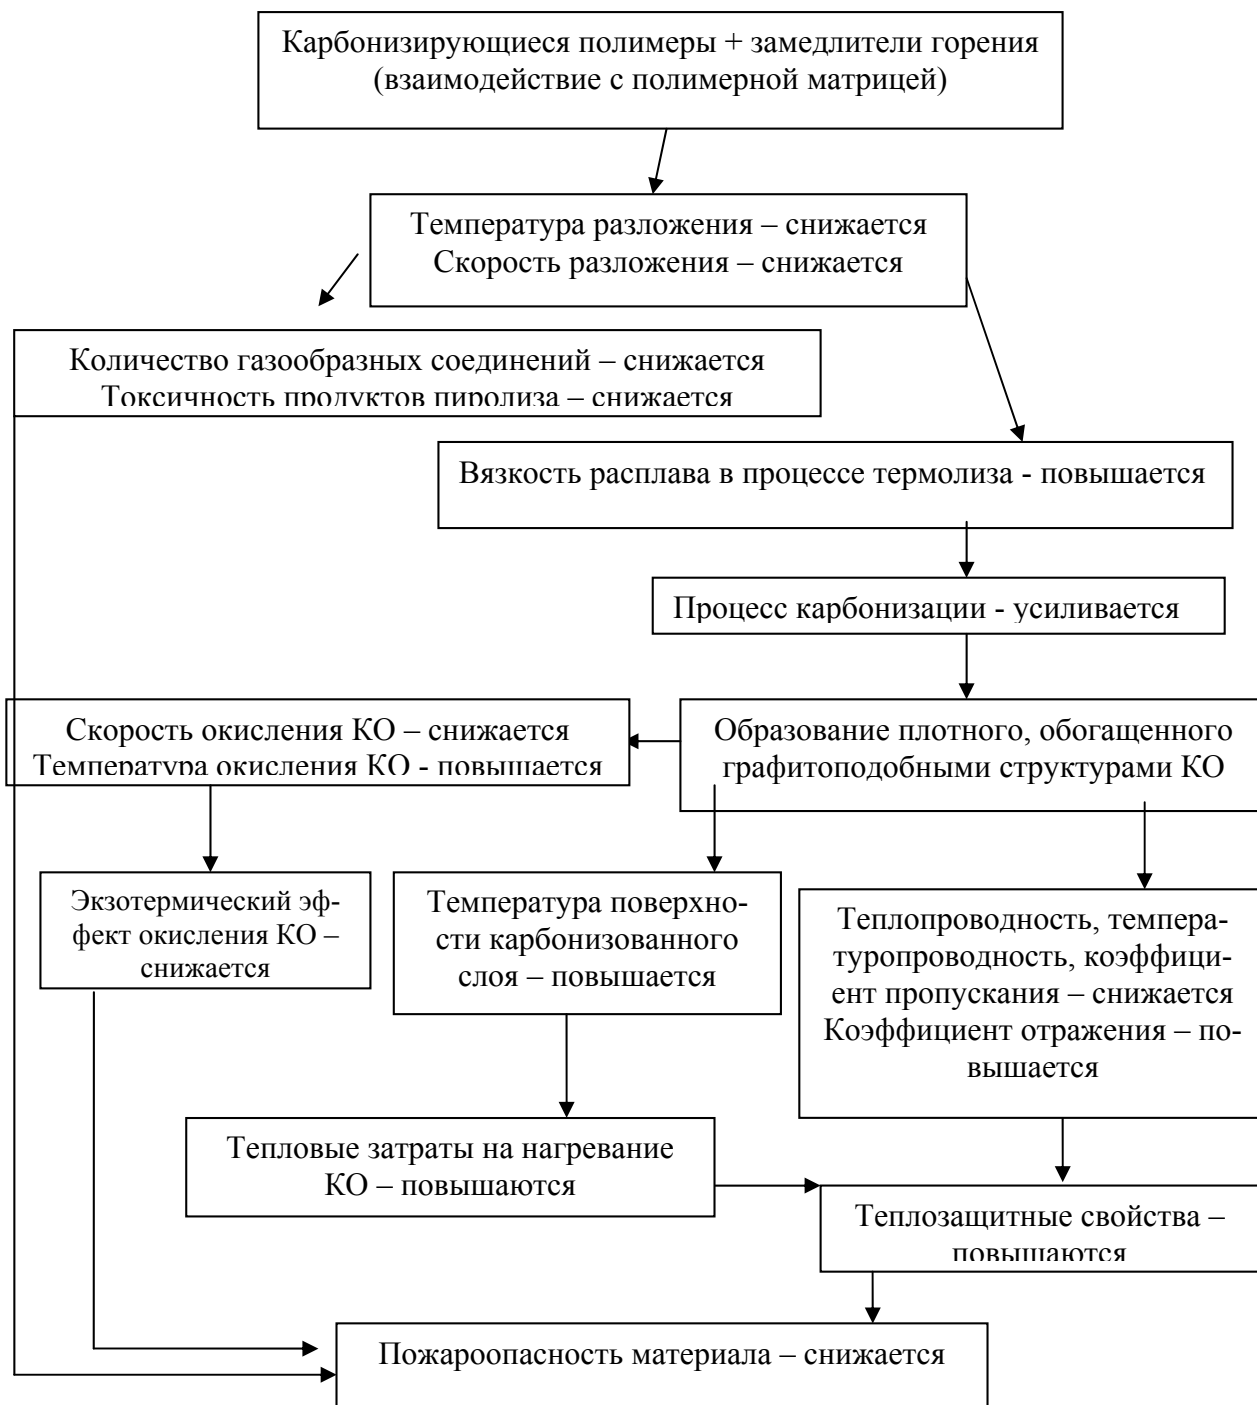 Карбонизирующиеся полимеры + замедлители горения
(взаимодействие с полимерной матрицей)
Температура разложения – снижается
Скорость разложения – снижается
Количество газообразных соединений – снижается
Токсичность продуктов пиролиза – снижается
Вязкость расплава в процессе термолиза - повышается
Процесс карбонизации - усиливается
Скорость окисления КО – снижается
Температура окисления КО - повышается
Образование плотного, обогащенного
графитоподобными структурами КО
Экзотермический эф-
фект окисления КО –
снижается
Температура поверхно-
сти карбонизованного
слоя – повышается
Теплопроводность, темпера-
туропроводность, коэффици-
ент пропускания – снижается
Коэффициент отражения – по-
вышается
Тепловые затраты на нагревание
КО – повышаются
Теплозащитные свойства –
повышаются
Пожароопасность материала – снижается